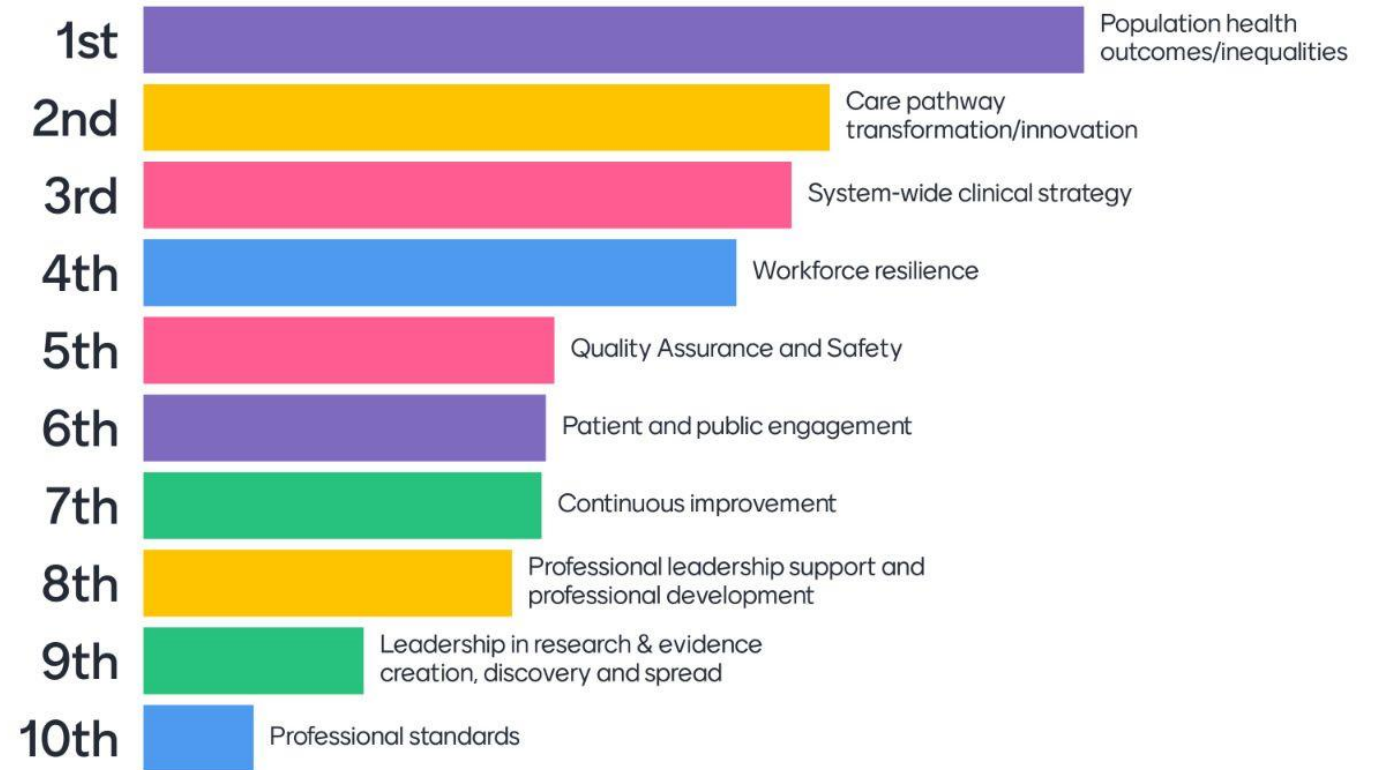 1st
Population health
outcomes/inequalities
2nd
Care pathway
transformation/innovation
3rd
System-wide clinical strategy
4th
Workforce resilience
5th
Quality Assurance and Safety
6th
Patient and public engagement
7th
Continuous improvement
8th
Professional leadership support and
professional development
9th
Leadership in research & evidence
creation, discovery and spread
10th
Professional standards